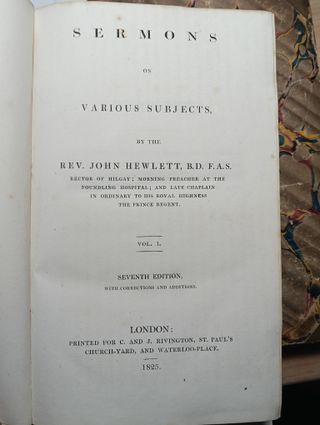 SERMONS
ON
VARIOUS SUBJECTS,
BY THE
REV. JOHN HEWLETT, B.D. F.A.S.
RECTOR OF HILGAY; MORNING PREACHER AT THE
FOUNDLING HOSPITAL; AND LATE CHAPLAIN
IN ORDINARY TO HIS ROYAL HIGHNESS
THE PRINCE REGENT.
VOL. I.
SEVENTH EDITION,
WITH CORRECTIONS AND ADDITIONS.
LONDON:
PRINTED FOR C. AND J. RIVINGTON, ST. PAUL'S
CHURCH-YARD, AND WATERLOO-PLACE.
1825.